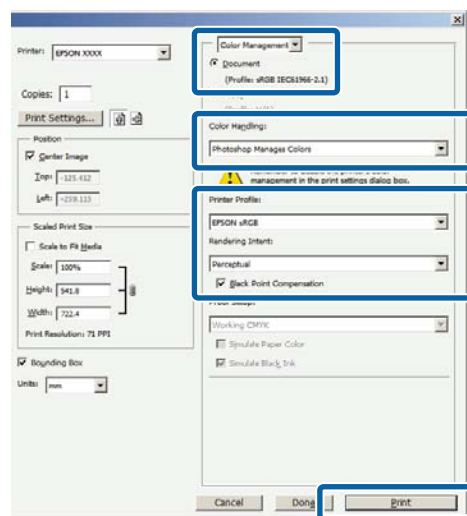 Printer: EPSON XXXX
Copies: 1
Print Settings...
Position
Center Image
Top: -125.412
Left: -259.113
Scaled Print Size
Scale to Fit Media
Scale: 100%
Height: 541.8
Width: 722.4
Print Resolution: 71 PPI
Bounding Box
Units: mm
Color Management
Document
(Profile: sRGB IEC61966-2.1)
Color Handling:
Photoshop Manages Colors
management in the print settings dialog box.
Printer Profile:
EPSON sRGB
Rendering Intent:
Perceptual
Black Point Compensation
Working CMYK
Simulate Paper Color
Simulate Black Ink
Cancel
Done
Print